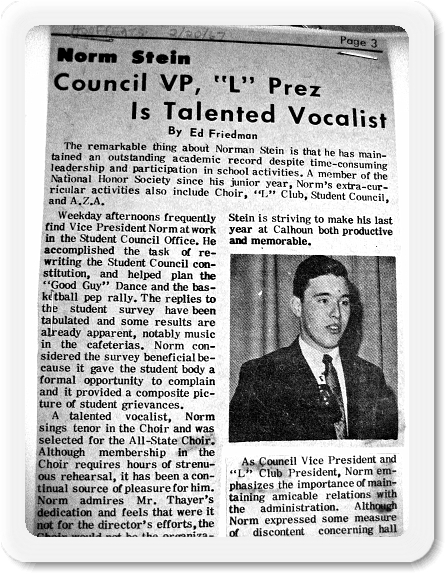 2/20/67
Page 3
Norm Stein
Council VP, "L" Prez
Is Talented Vocalist
By Ed Friedman
The remarkable thing about Norman Stein is that he has main-
tained an outstanding academic record despite time-consuming
leadership and participation in school activities. A member of the
National Honor Society since his junior year, Norm's extra-cur-
ricular activities also include Choir, "L" Club, Student Council,
and A.Z.A.
Weekday afternoons frequently
find Vice President Norm at work
in the Student Council Office. He
accomplished the task of re-
writing the Student Council con-
stitution, and helped plan the
"Good Guy" Dance and the bas-
ketball pep rally. The replies to
the student survey have been
tabulated and some results are
already apparent, notably music
in the cafeterias. Norm con-
sidered the survey beneficial be-
cause it gave the student body a
formal opportunity to complain
and it provided a composite pic-
ture of student grievances.
A talented vocalist, Norm
sings tenor in the Choir and was
selected for the All-State Choir.
Although membership in the
Choir requires hours of strenu-
ous rehearsal, it has been a con-
tinual source of pleasure for him.
Norm admires Mr. Thayer's
dedication and feels that were it
not for the director's efforts, the
Choir would not be the organiza-
Stein is striving to make his last
year at Calhoun both productive
and memorable.
As Council Vice President and
"L" Club President, Norm em-
phasizes the importance of main-
taining amicable relations with
the administration. Although
Norm expressed some measure
of discontent concerning hall